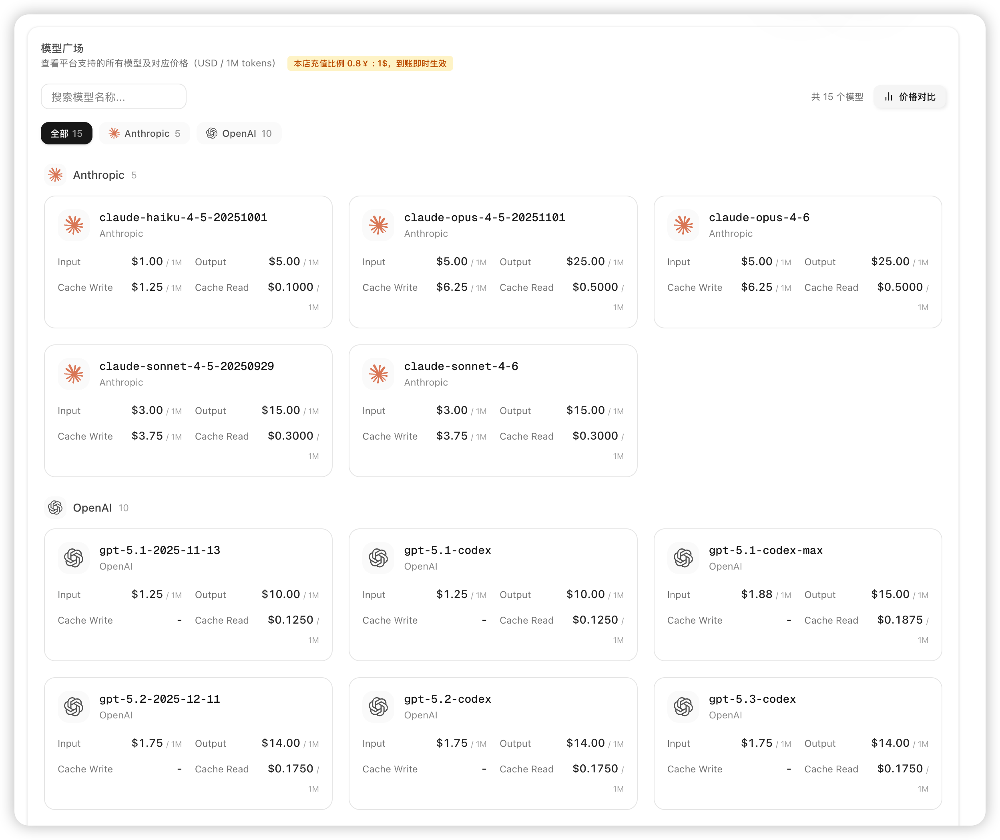 模型广场
查看平台支持的所有模型及对应价格（USD / 1M tokens） 本店充值比例 0.8￥ : 1$，到账即时生效
搜索模型名称...
共 15 个模型 价格对比
全部 15 Anthropic 5 OpenAI 10
Anthropic 5
claude-haiku-4-5-20251001
Anthropic
Input $1.00 / 1M Output $5.00 / 1M
Cache Write $1.25 / 1M Cache Read $0.1000 /
1M
claude-opus-4-5-20251101
Anthropic
Input $5.00 / 1M Output $25.00 / 1M
Cache Write $6.25 / 1M Cache Read $0.5000 /
1M
claude-opus-4-6
Anthropic
Input $5.00 / 1M Output $25.00 / 1M
Cache Write $6.25 / 1M Cache Read $0.5000 /
1M
claude-sonnet-4-5-20250929
Anthropic
Input $3.00 / 1M Output $15.00 / 1M
Cache Write $3.75 / 1M Cache Read $0.3000 /
1M
claude-sonnet-4-6
Anthropic
Input $3.00 / 1M Output $15.00 / 1M
Cache Write $3.75 / 1M Cache Read $0.3000 /
1M
OpenAI 10
gpt-5.1-2025-11-13
OpenAI
Input $1.25 / 1M Output $10.00 / 1M
Cache Write - Cache Read $0.1250 /
1M
gpt-5.1-codex
OpenAI
Input $1.25 / 1M Output $10.00 / 1M
Cache Write - Cache Read $0.1250 /
1M
gpt-5.1-codex-max
OpenAI
Input $1.88 / 1M Output $15.00 / 1M
Cache Write - Cache Read $0.1875 /
1M
gpt-5.2-2025-12-11
OpenAI
Input $1.75 / 1M Output $14.00 / 1M
Cache Write - Cache Read $0.1750 /
1M
gpt-5.2-codex
OpenAI
Input $1.75 / 1M Output $14.00 / 1M
Cache Write - Cache Read $0.1750 /
1M
gpt-5.3-codex
OpenAI
Input $1.75 / 1M Output $14.00 / 1M
Cache Write - Cache Read $0.1750 /
1M